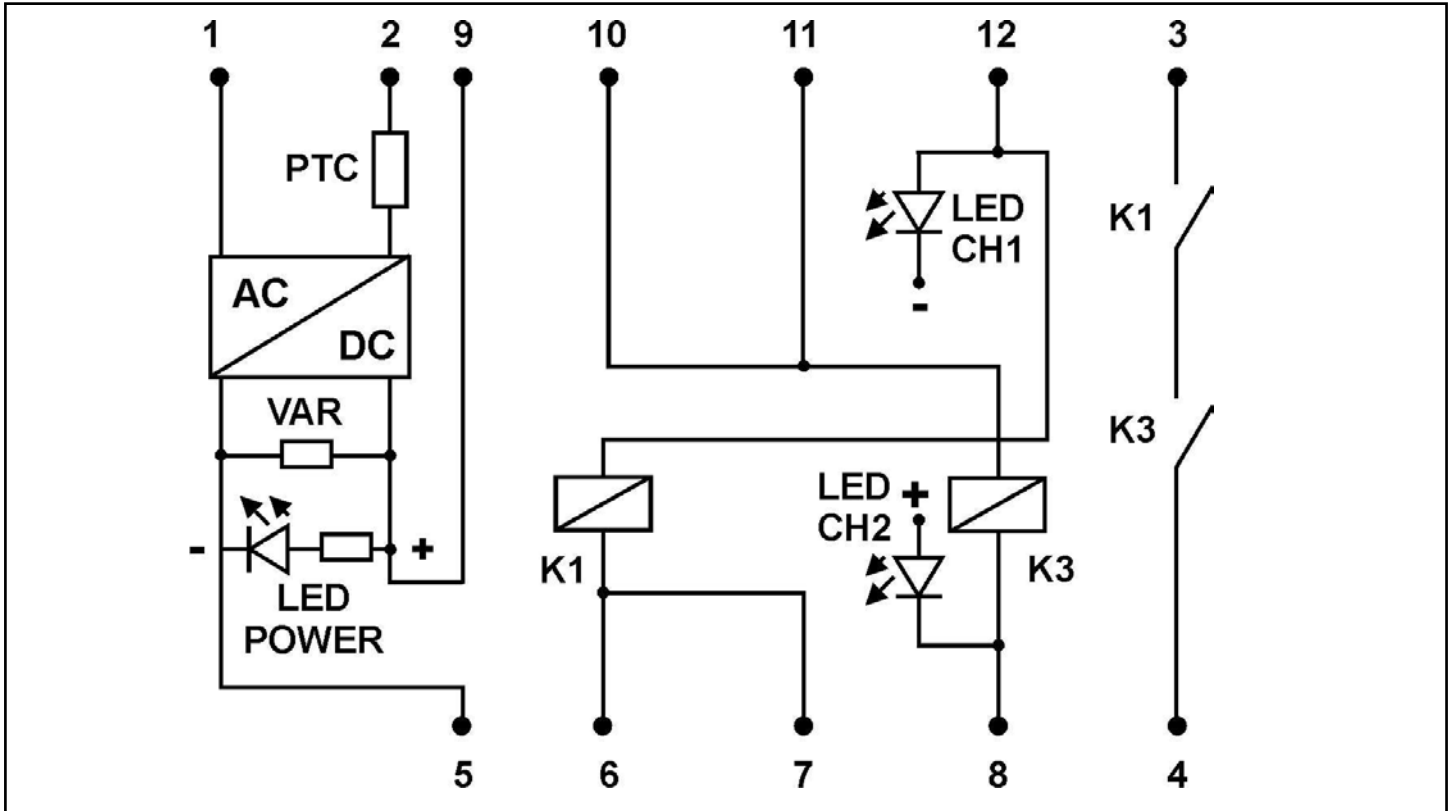 1 2 9 10 11 12 3
PTC
LED
CH1
-
K1
AC
DC
VAR
K3
LED
CH2
+
- +
K1
K3
LED
POWER
5 6 7 8 4